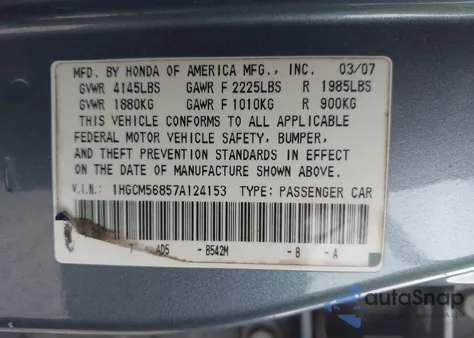 MFD. BY HONDA OF AMERICA MFG., INC. 03/07
GVWR 4145LBS GAWR F 2225LBS R 1985LBS
GVWR 1880KG GAWR F 1010KG R 900KG
THIS VEHICLE CONFORMS TO ALL APPLICABLE
FEDERAL MOTOR VEHICLE SAFETY, BUMPER,
AND THEFT PREVENTION STANDARDS IN EFFECT
ON THE DATE OF MANUFACTURE SHOWN ABOVE.
V.I.N.: 1HGCM56857A124153 TYPE: PASSENGER CAR
AD5 - B542M - B - A
autoSnap